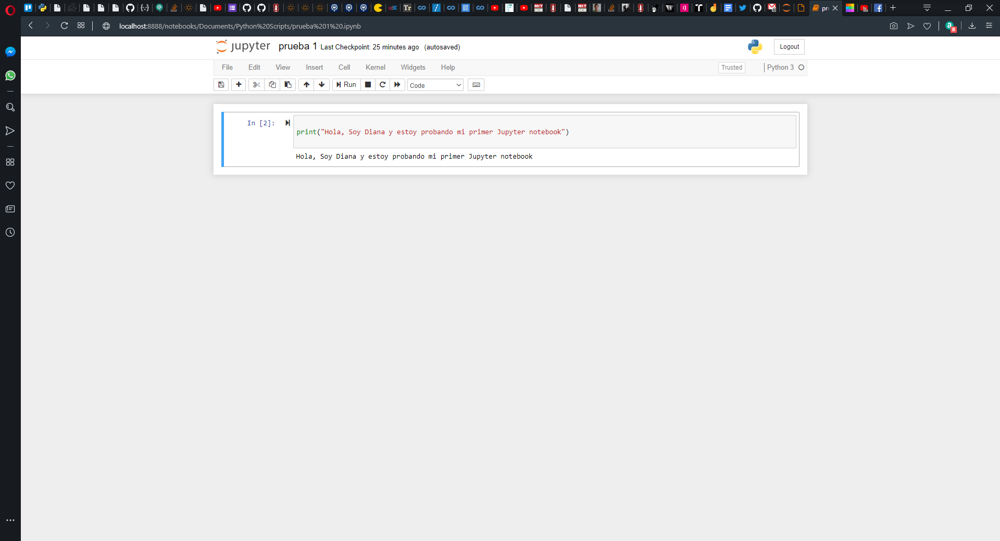 pr
localhost:8888/notebooks/Documents/Python%20Scripts/prueba%201%20.ipynb
8
jupyter prueba 1 Last Checkpoint: 25 minutes ago (autosaved)
Logout
File Edit View Insert Cell Kernel Widgets Help
Trusted
Python 3
Run
Code
In [2]:
print("Hola, Soy Diana y estoy probando mi primer Jupyter notebook")
Hola, Soy Diana y estoy probando mi primer Jupyter notebook